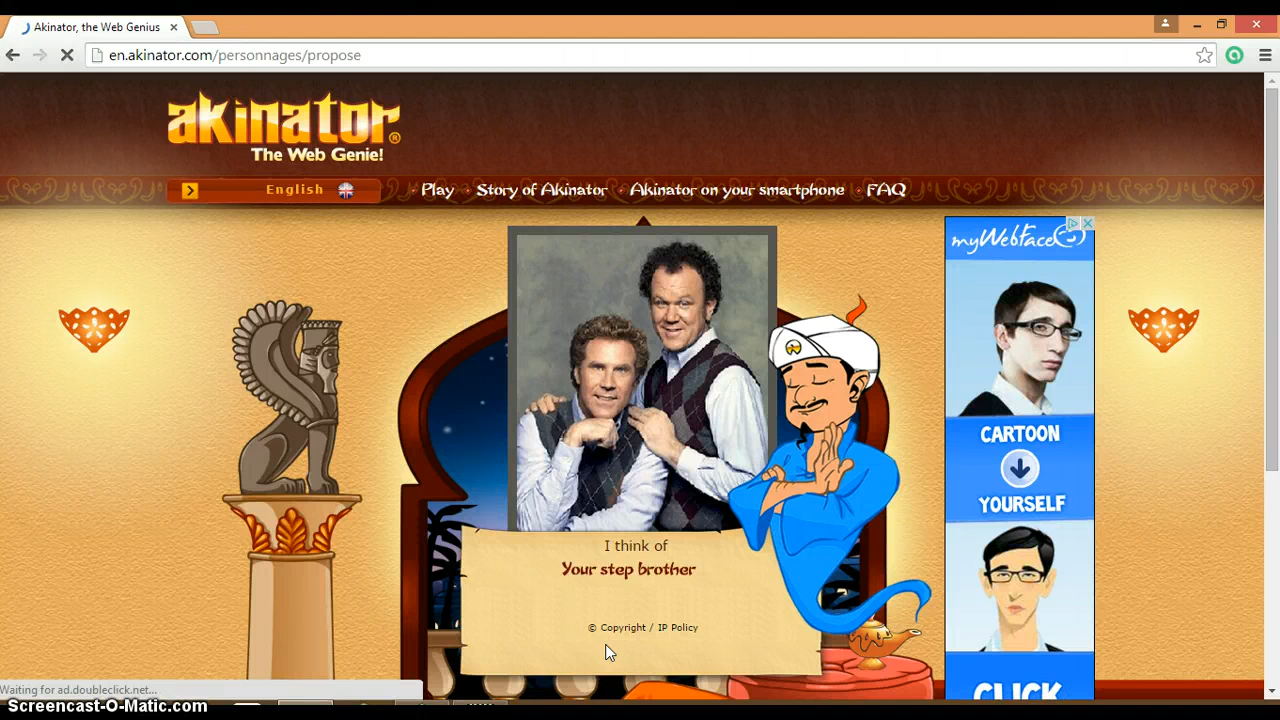 Akinator, the Web Genius
en.akinator.com/personnages/propose
akinator®
The Web Genie!
English
Play · Story of Akinator · Akinator on your smartphone · FAQ
myWebface
CARTOON
YOURSELF
I think of
Your step brother
© Copyright / IP Policy
CLICK
Waiting for ad.doubleclick.net...
Screencast-O-Matic.com